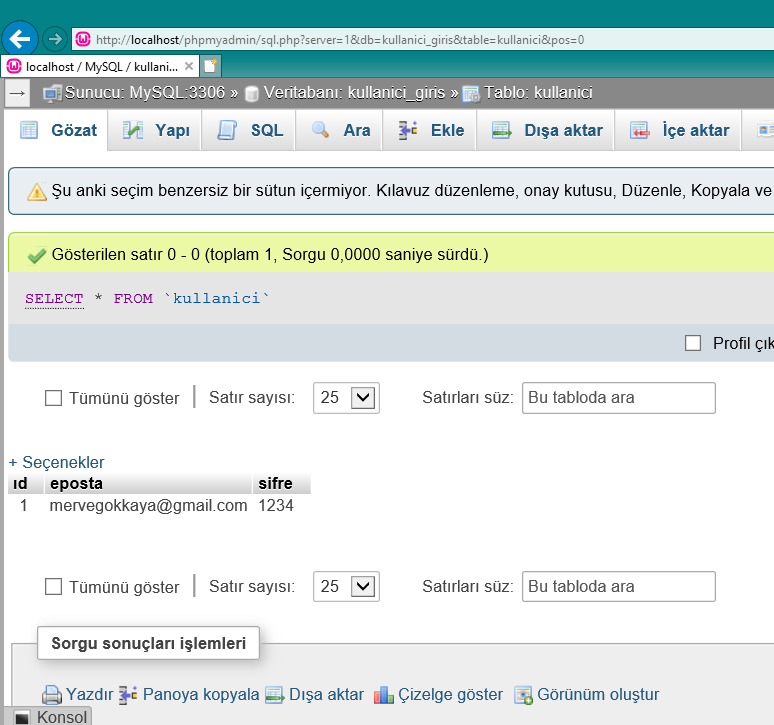 http://localhost/phpmyadmin/sql.php?server=1&db=kullanici_giris&table=kullanici&pos=0
localhost / MySQL / kullani...
Sunucu: MySQL:3306 » Veritabanı: kullanici_giris » Tablo: kullanici
Gözat Yapı SQL Ara Ekle Dışa aktar İçe aktar
Şu anki seçim benzersiz bir sütun içermiyor. Kılavuz düzenleme, onay kutusu, Düzenle, Kopyala ve
Gösterilen satır 0 - 0 (toplam 1, Sorgu 0,0000 saniye sürdü.)
SELECT * FROM `kullanici`
Profil çık
Tümünü göster | Satır sayısı: 25 Satırları süz: Bu tabloda ara
+ Seçenekler
ıd eposta sifre
1 mervegokkaya@gmail.com 1234
Tümünü göster | Satır sayısı: 25 Satırları süz: Bu tabloda ara
Sorgu sonuçları işlemleri
Yazdır Panoya kopyala Dışa aktar Çizelge göster Görünüm oluştur
Konsol